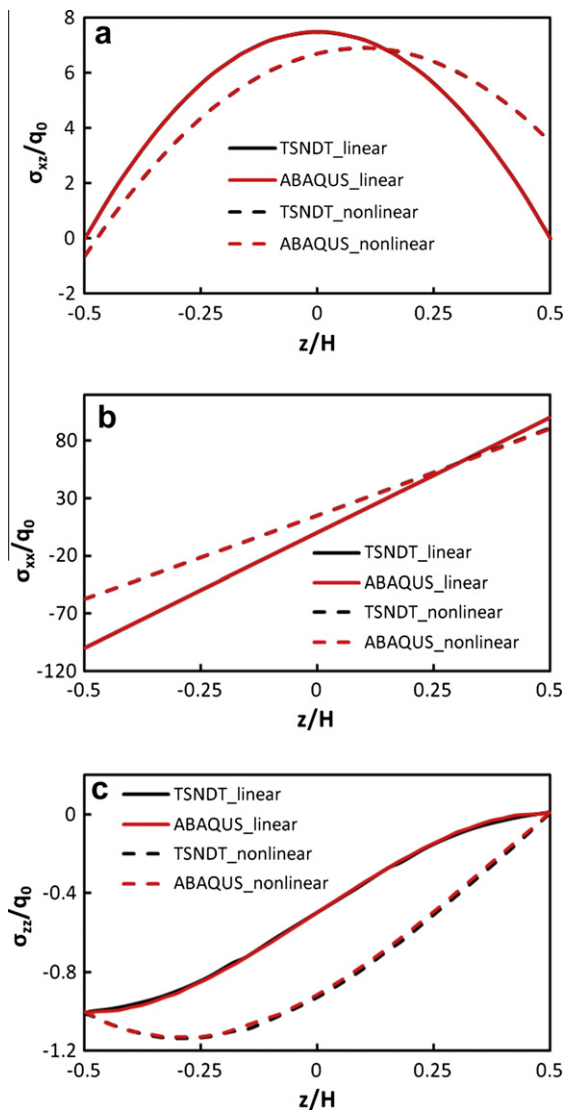 a
8
6
4
2
0
-2
σxz/q0
TSNDT_linear
ABAQUS_linear
TSNDT_nonlinear
ABAQUS_nonlinear
-0.5 -0.25 0 0.25 0.5
z/H
b
80
30
-20
-70
-120
σxx/q0
TSNDT_linear
ABAQUS_linear
TSNDT_nonlinear
ABAQUS_nonlinear
-0.5 -0.25 0 0.25 0.5
z/H
c
0
-0.4
-0.8
-1.2
σzz/q0
TSNDT_linear
ABAQUS_linear
TSNDT_nonlinear
ABAQUS_nonlinear
-0.5 -0.25 0 0.25 0.5
z/H